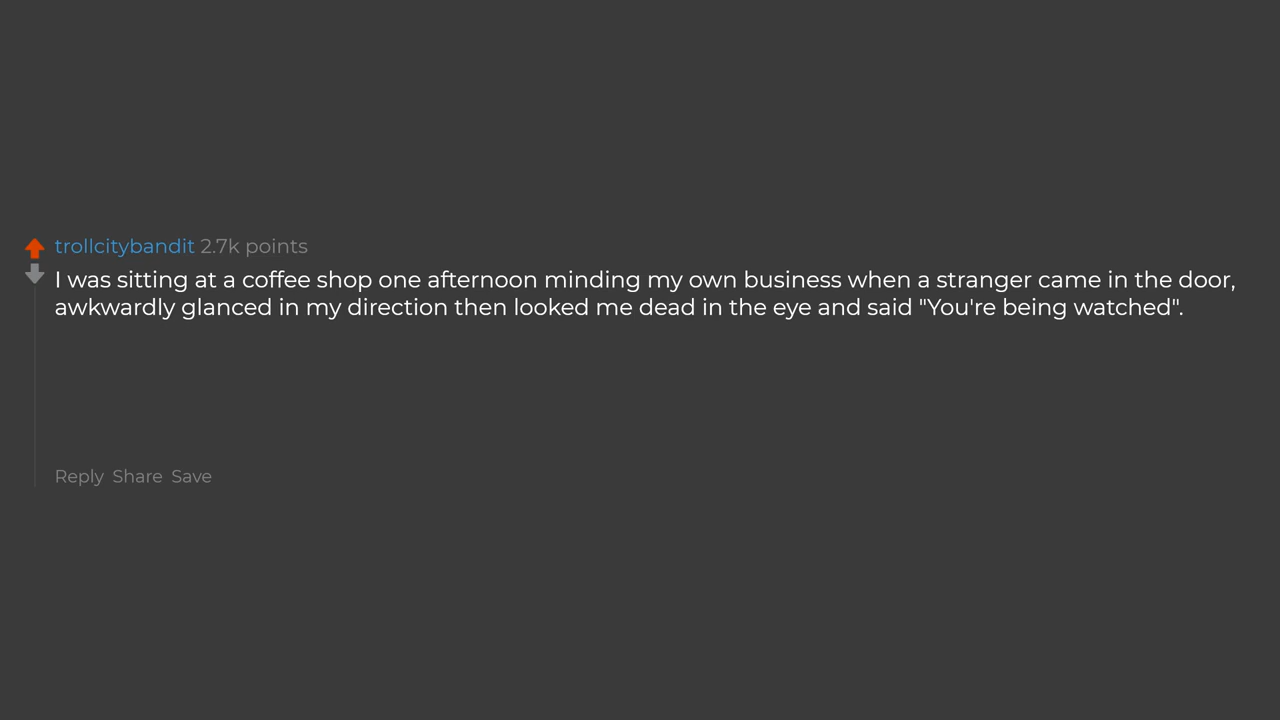 trollcitybandit 2.7k points
I was sitting at a coffee shop one afternoon minding my own business when a stranger came in the door,
awkwardly glanced in my direction then looked me dead in the eye and said "You're being watched".
Reply Share Save